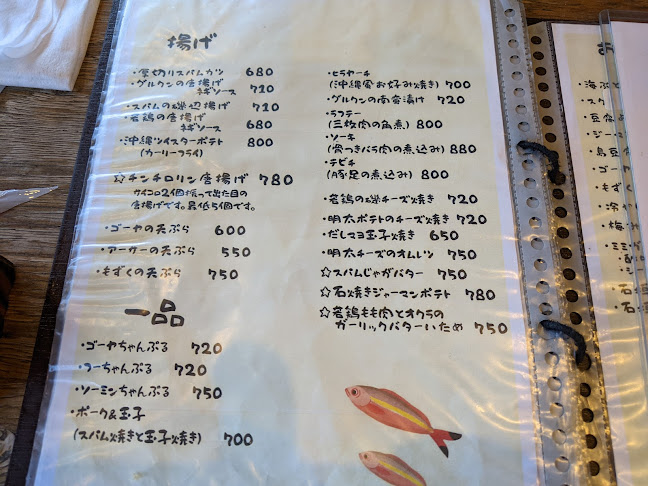 揚げ
・厚切りスパムカツ 680
・グルクンの唐揚げ
ネギソース 710
・スパムの磯辺揚げ 710
・若鶏の唐揚げ
ネギソース 680
・沖縄ツイスターポテト 800
(カーリーフライ)
☆チンチロリン唐揚げ 780
サイコロ2個振って出た目の
唐揚げです。最低5個です。
・ゴーヤの天ぷら 600
・アーサーの天ぷら 550
・もずくの天ぷら 750
一品
・ゴーヤちゃんぷる 720
・フーちゃんぷる 720
・ソーミンちゃんぷる 750
・ポーク&玉子
(スパム焼きと玉子焼き) 700
・ヒラヤーチ
(沖縄風お好み焼き) 700
・グルクンの南蛮漬け 720
・ラフテー
(三枚肉の角煮) 800
・ソーキ
(骨つきバラ肉の煮込み) 880
・テビチ
(豚足の煮込み) 800
・若鶏の磯チーズ焼き 720
・明太ポテトのチーズ焼き 720
・だしマヨ玉子焼き 650
・明太チーズのオムレツ 750
☆スパムじゃがバター 750
☆石焼きジャーマンポテト 780
☆若鶏もも肉とオクラの
ガーリックバターいため 750